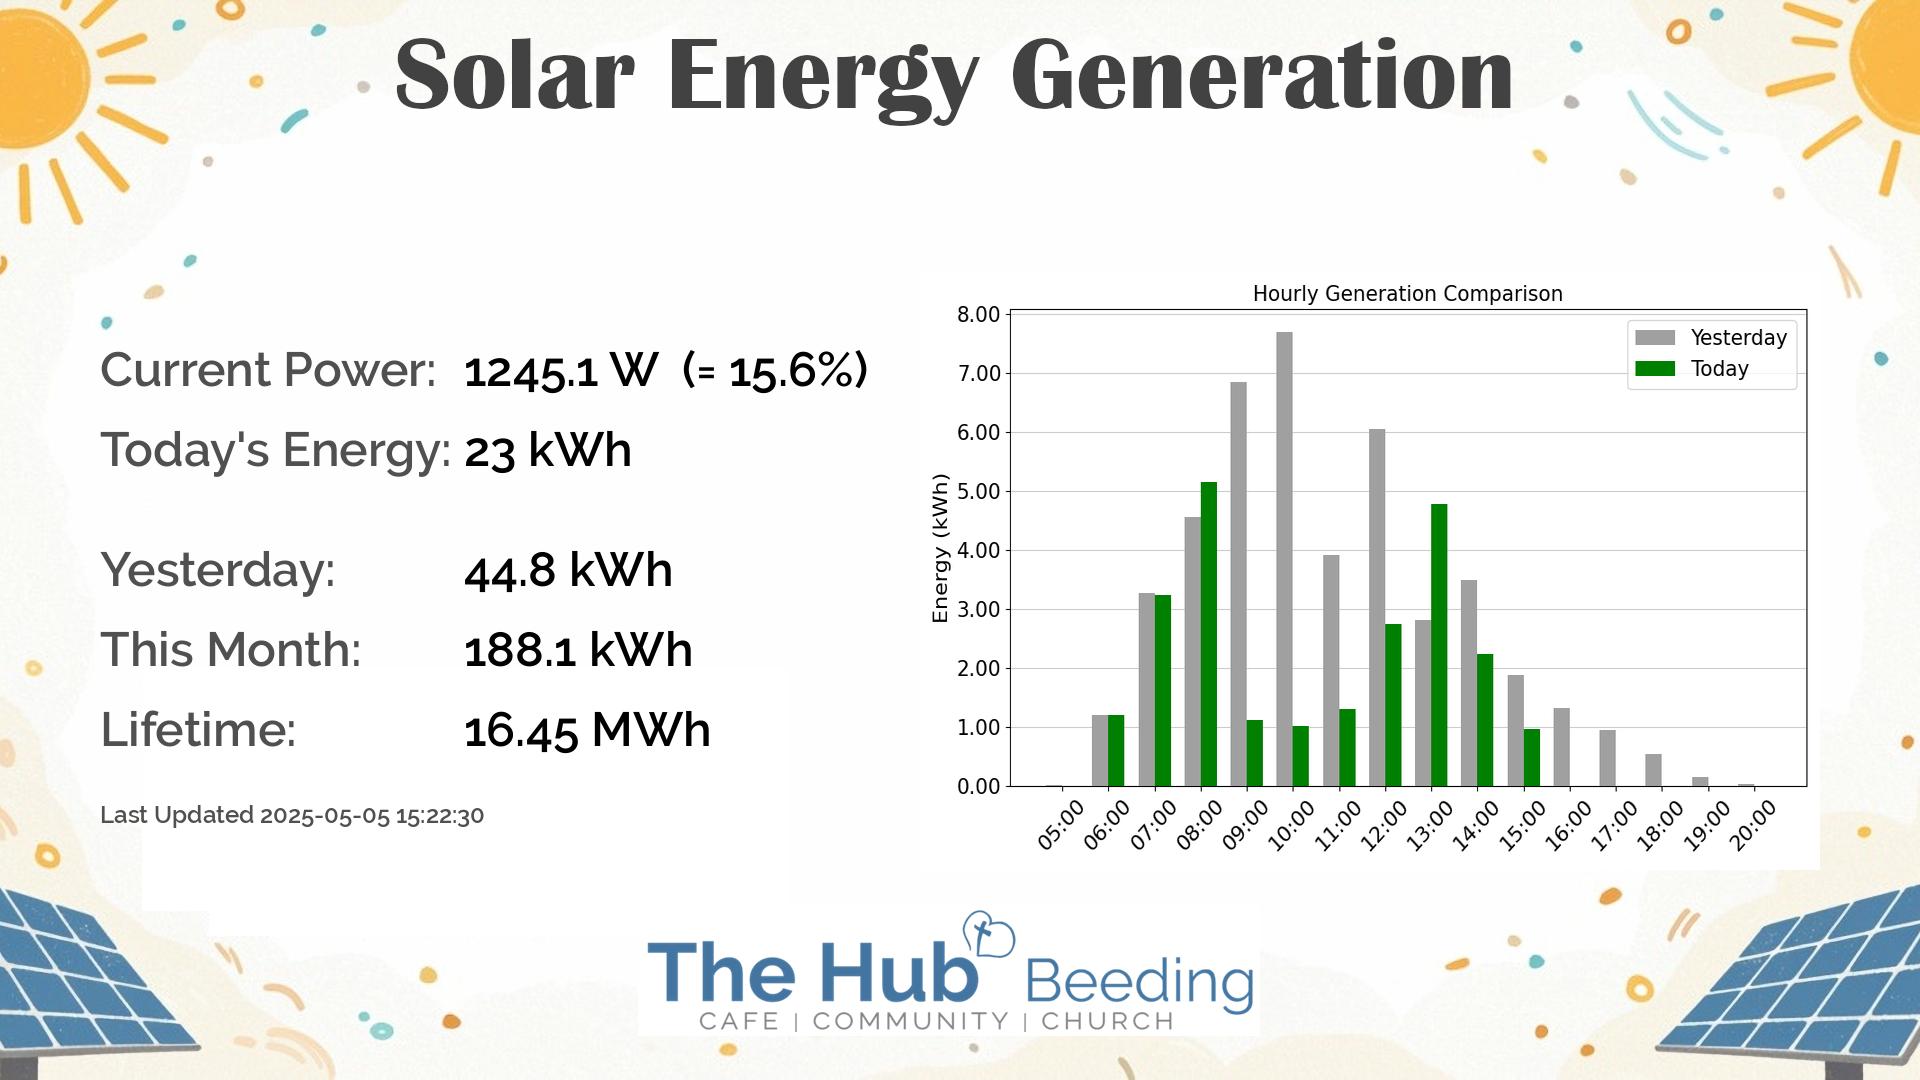 Solar Energy Generation
Current Power: 1245.1 W (= 15.6%)
Today's Energy: 23 kWh
Yesterday: 44.8 kWh
This Month: 188.1 kWh
Lifetime: 16.45 MWh
Last Updated 2025-05-05 15:22:30
Hourly Generation Comparison
Yesterday
Today
Energy (kWh)
8.00
7.00
6.00
5.00
4.00
3.00
2.00
1.00
0.00
05:00 06:00 07:00 08:00 09:00 10:00 11:00 12:00 13:00 14:00 15:00 16:00 17:00 18:00 19:00 20:00
The Hub Beeding
CAFE | COMMUNITY | CHURCH